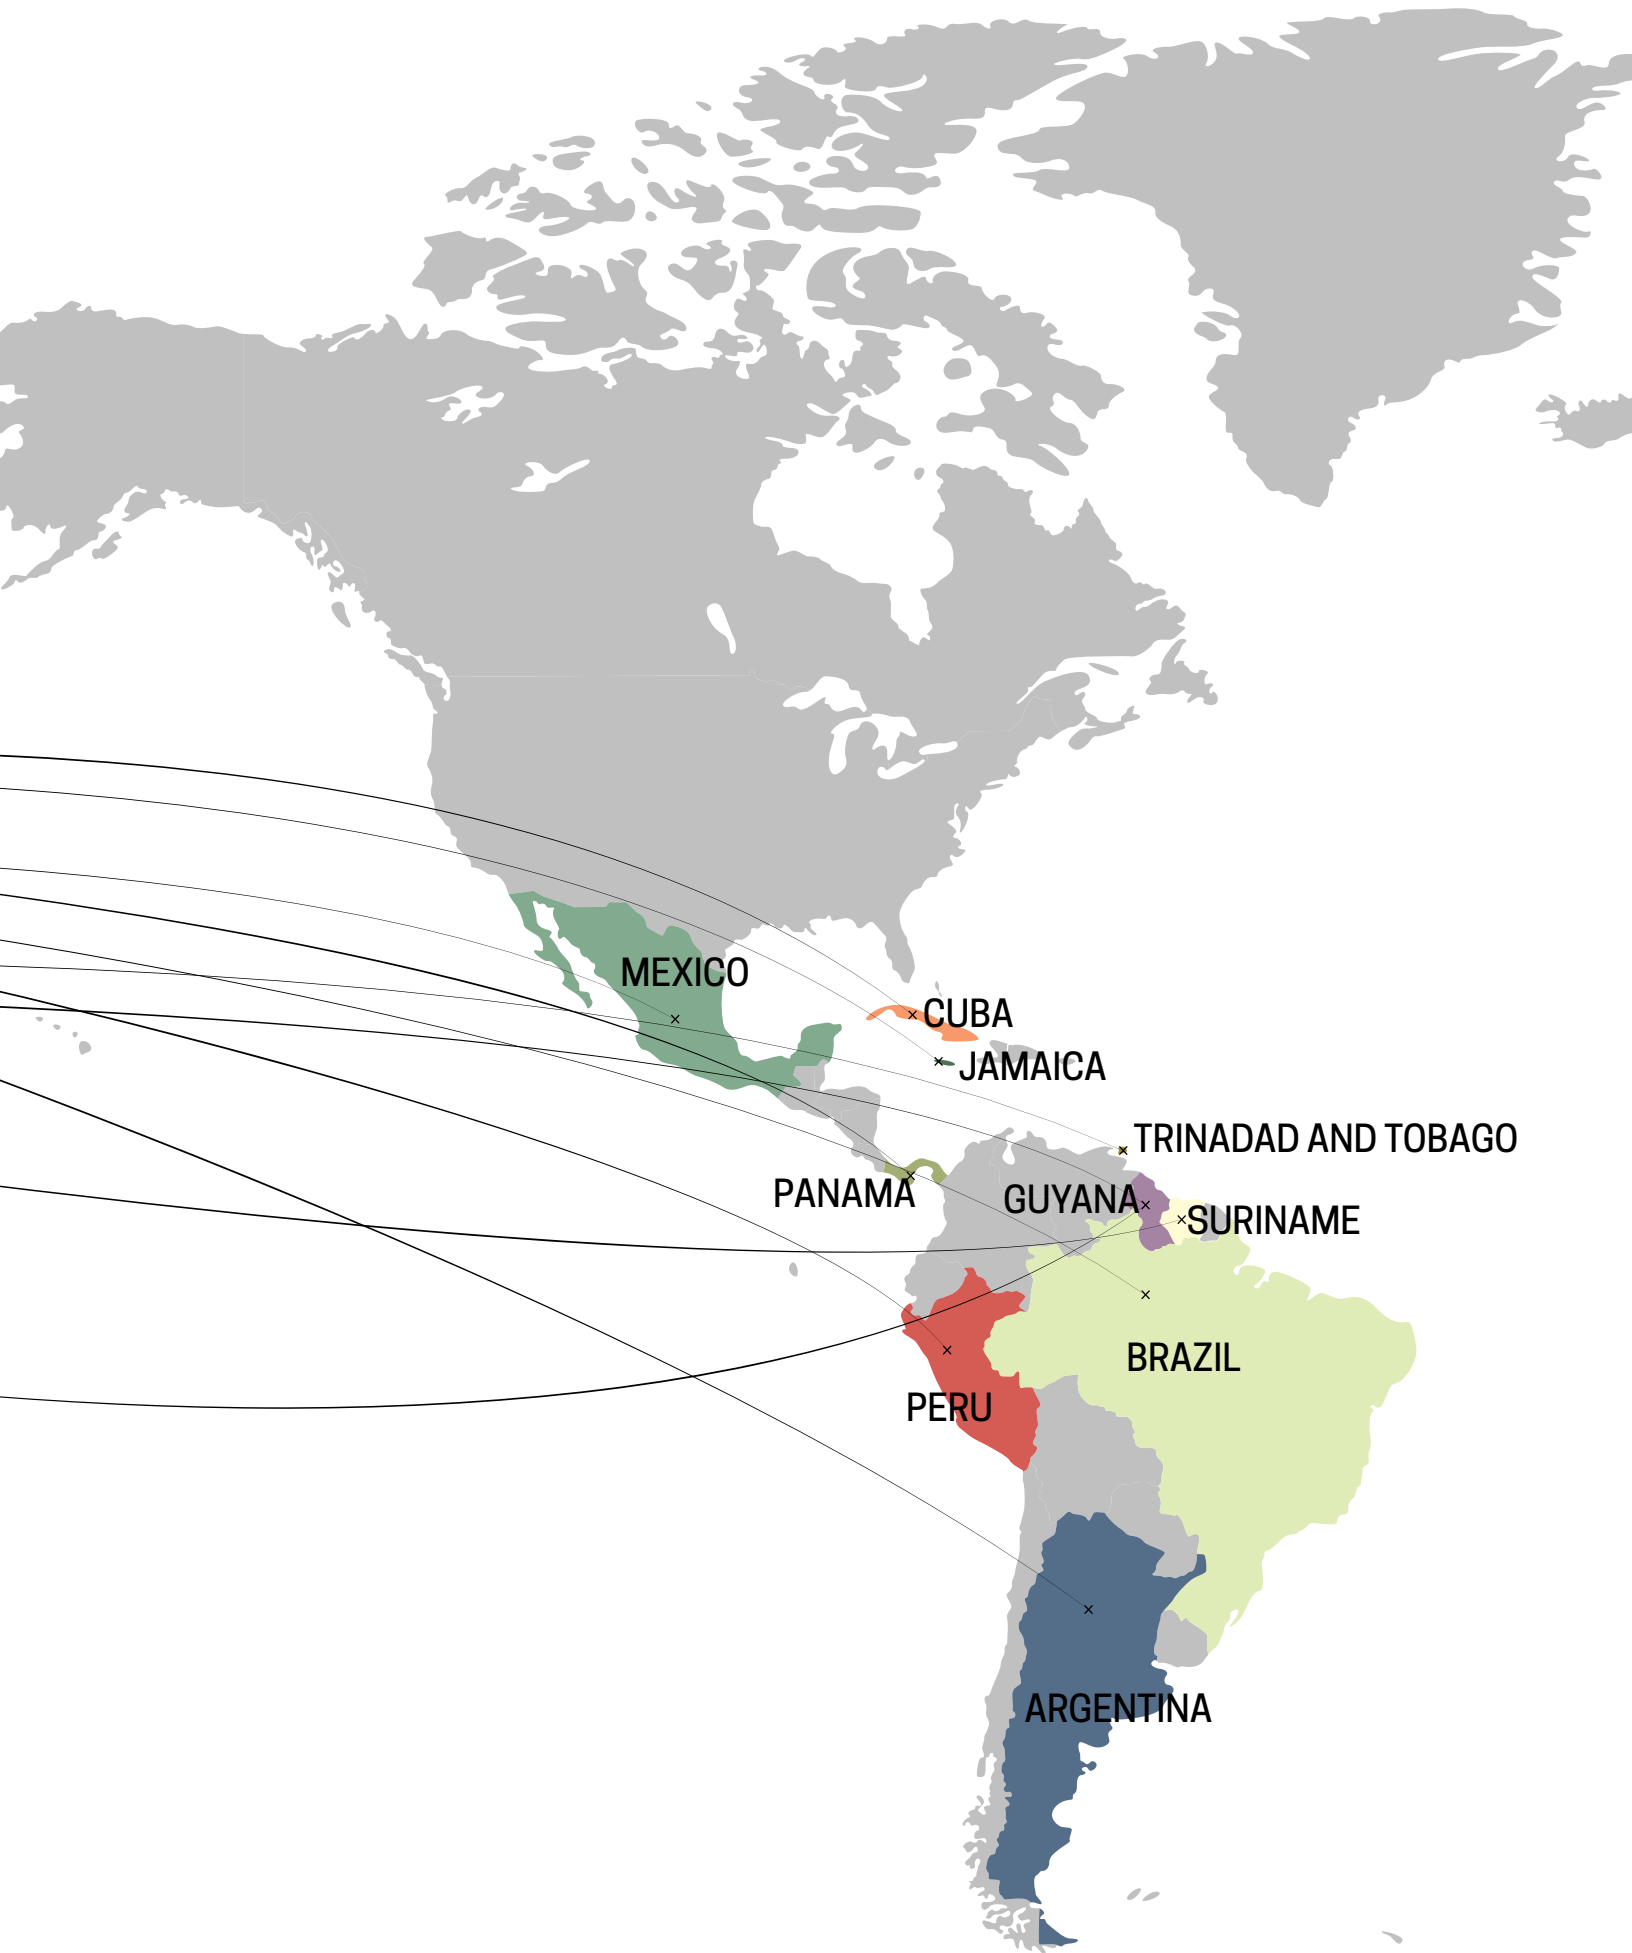 MEXICO
CUBA
JAMAICA
TRINADAD AND TOBAGO
PANAMA
GUYANA
SURINAME
BRAZIL
PERU
ARGENTINA